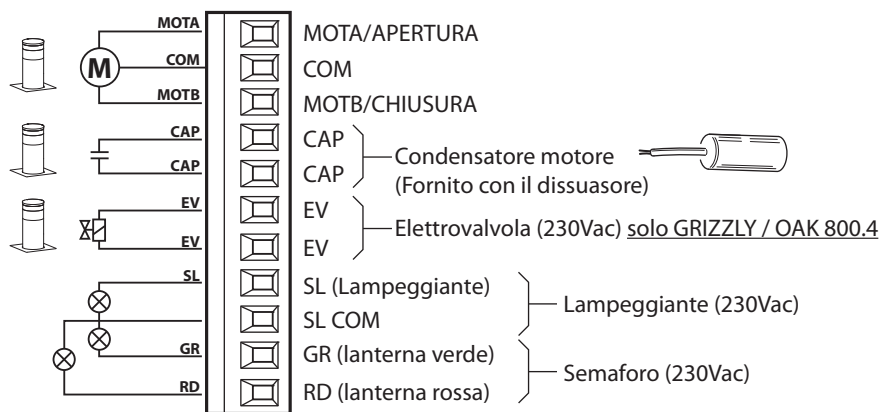 MOTA MOTA/APERTURA
M COM COM
MOTB MOTB/CHIUSURA
CAP CAP
CAP CAP
Condensatore motore
(Fornito con il dissuasore)
EV EV
EV EV
Elettrovalvola (230Vac) solo GRIZZLY / OAK 800.4
SL SL (Lampeggiante)
SL COM
Lampeggiante (230Vac)
GR GR (lanterna verde)
RD RD (lanterna rossa)
Semaforo (230Vac)